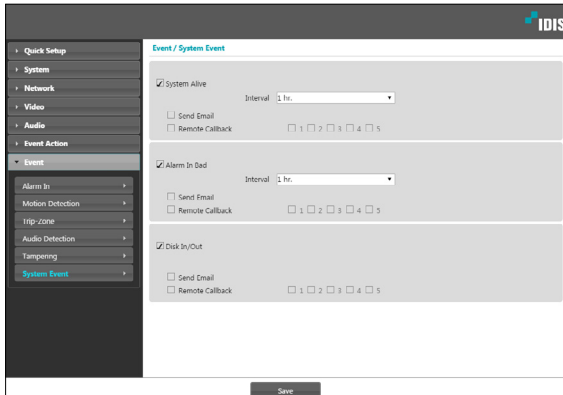 IDIS
Quick Setup
System
Network
Video
Audio
Event Action
Event
Alarm In
Motion Detection
Trip-Zone
Audio Detection
Tampering
System Event
Event / System Event
System Alive
Interval 1 hr.
Send Email
Remote Callback 1 2 3 4 5
Alarm In Bad
Interval 1 hr.
Send Email
Remote Callback 1 2 3 4 5
Disk In/Out
Send Email
Remote Callback 1 2 3 4 5
Save